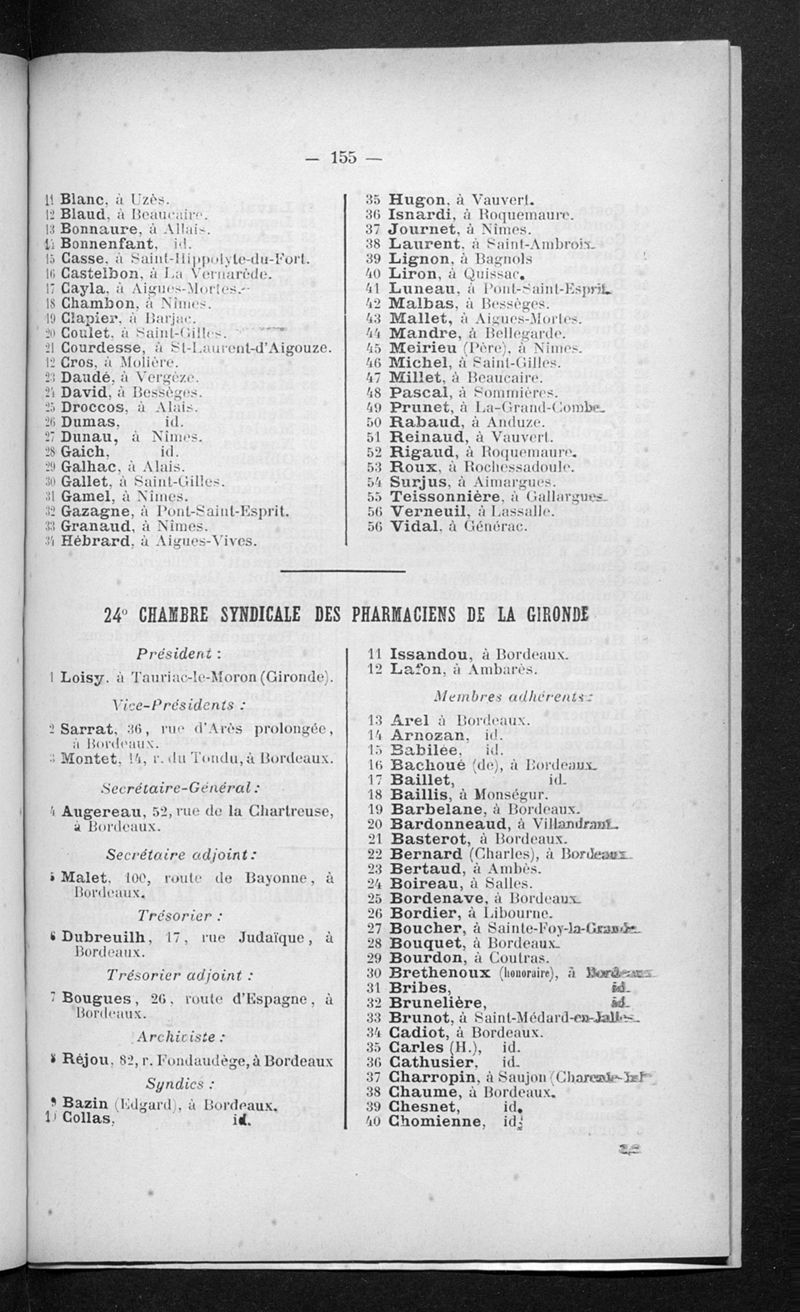 — 155 —
11 Blanc, à Uzès.
12 Blaud, à Beaucaire.
13 Bonnaure, à Allais.
14 Bonnenfant, id.
15 Casse, à Saint-Hippolyte-du-Fort.
16 Castelbon, à La Vernarède.
17 Cayla, à Aigues-Mortes.
18 Chambon, à Nîmes.
19 Clapier, à Barjac.
20 Coulet, à Saint-Gilles.
21 Courdesse, à St-Laurent-d'Aigouze.
12 Cros, à Molière.
23 Daudé, à Vergèze.
24 David, à Bessèges.
25 Droccos, à Alais.
26 Dumas, id.
27 Dunau, à Nîmes.
28 Gaich, id.
29 Galhac, à Alais.
30 Gallet, à Saint-Gilles.
31 Gamel, à Nîmes.
32 Gazagne, à Pont-Saint-Esprit.
33 Granaud, à Nîmes.
34 Hébrard, à Aigues-Vives.
35 Hugon, à Vauvert.
36 Isnardi, à Roquemaure.
37 Journet, à Nîmes.
38 Laurent, à Saint-Ambroix.
39 Lignon, à Bagnols
40 Liron, à Quissac.
41 Luneau, à Pont-Saint-Esprit.
42 Malbas, à Bessèges.
43 Mallet, à Aigues-Mortes.
44 Mandre, à Bellegarde.
45 Meirieu (Père), à Nîmes.
46 Michel, à Saint-Gilles.
47 Millet, à Beaucaire.
48 Pascal, à Sommières.
49 Prunet, à La-Grand-Combe.
50 Rabaud, à Anduze.
51 Reinaud, à Vauvert.
52 Rigaud, à Roquemaure.
53 Roux, à Rochessadoule.
54 Surjus, à Aimargues.
55 Teissonnière, à Gallargues.
56 Verneuil, à Lassalle.
56 Vidal, à Générac.
24° CHAMBRE SYNDICALE DES PHARMACIENS DE LA GIRONDE
Président :
1 Loisy, à Tauriac-le-Moron (Gironde).
Vice-Présidents :
2 Sarrat, 36, rue d'Arès prolongée,
à Bordeaux.
3 Montet, 14, r. du Tondu, à Bordeaux.
Secrétaire-Général :
4 Augereau, 52, rue de la Chartreuse,
à Bordeaux.
Secrétaire adjoint :
5 Malet, 100, route de Bayonne, à
Bordeaux.
Trésorier :
6 Dubreuilh, 17, rue Judaïque, à
Bordeaux.
Trésorier adjoint :
7 Bougues, 26, route d'Espagne, à
Bordeaux.
Archiviste :
8 Réjou, 82, r. Fondaudège, à Bordeaux
Syndics :
9 Bazin (Edgard), à Bordeaux.
10 Collas, id.
11 Issandou, à Bordeaux.
12 Lafon, à Ambarès.
Membres adhérents :
13 Arel à Bordeaux.
14 Arnozan, id.
15 Babilée, id.
16 Bachoué (de), à Bordeaux.
17 Baillet, id.
18 Baillis, à Monségur.
19 Barbelane, à Bordeaux.
20 Bardonneaud, à Villandraut.
21 Basterot, à Bordeaux.
22 Bernard (Charles), à Bordeaux.
23 Bertaud, à Ambès.
24 Boireau, à Salles.
25 Bordenave, à Bordeaux.
26 Bordier, à Libourne.
27 Boucher, à Sainte-Foy-la-Grande.
28 Bouquet, à Bordeaux.
29 Bourdon, à Coutras.
30 Brethenoux (honoraire), à Bordeaux.
31 Bribes, id.
32 Brunelière, id.
33 Brunot, à Saint-Médard-en-Jalles.
34 Cadiot, à Bordeaux.
35 Carles (H.), id.
36 Cathusier, id.
37 Charropin, à Saujon (Charente-Inf
38 Chaume, à Bordeaux.
39 Chesnet, id.
40 Chomienne, id.